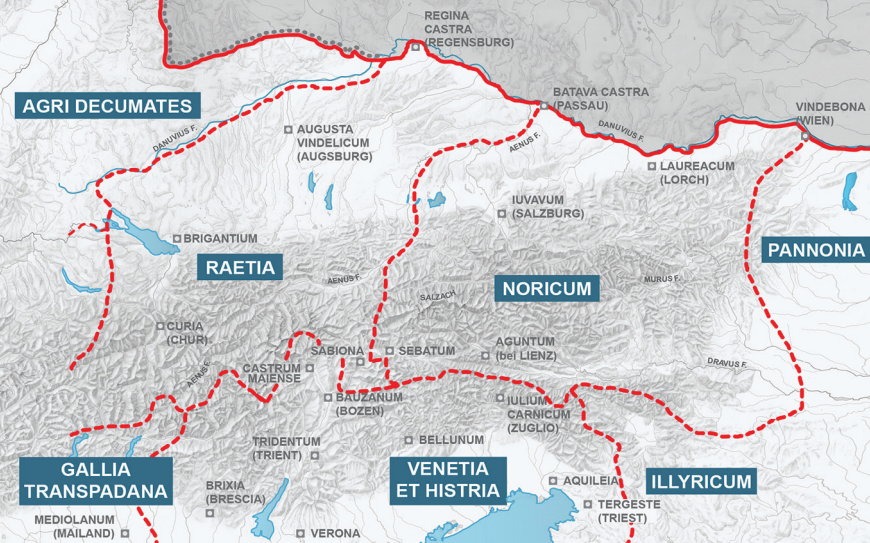 REGINA
CASTRA
(REGENSBURG)
BATAVA CASTRA
(PASSAU)
AGRI DECUMATES
VINDEBONA
(WIEN)
DANUVIUS F.
AUGUSTA
VINDELICUM
(AUGSBURG)
DANUVIUS F.
AENUS F.
LAUREACUM
(LORCH)
IUVAVUM
(SALZBURG)
BRIGANTIUM
PANNONIA
RAETIA
AENUS F.
NORICUM
MURUS F.
SALZACH
CURIA
(CHUR)
AGUNTUM
(bei LIENZ)
SABIONA
SEBATUM
DRAVUS F.
CASTRUM
MAIENSE
AENUS F.
BAUZANUM
(BOZEN)
IULIUM
CARNICUM
(ZUGLIO)
TRIDENTUM
(TRIENT)
BELLUNUM
GALLIA
TRANSPADANA
VENETIA
ET HISTRIA
AQUILEIA
ILLYRICUM
BRIXIA
(BRESCIA)
TERGESTE
(TRIEST)
MEDIOLANUM
(MAILAND)
VERONA